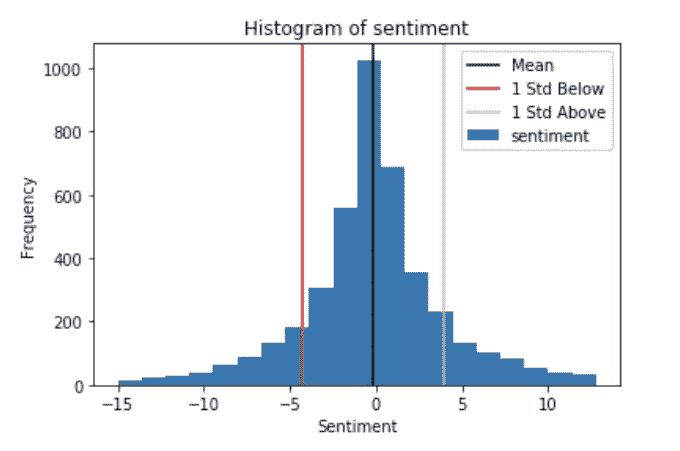 Histogram of sentiment
Mean
1 Std Below
1 Std Above
sentiment
1000
800
600
400
200
0
Frequency
−15
−10
−5
0
5
10
Sentiment